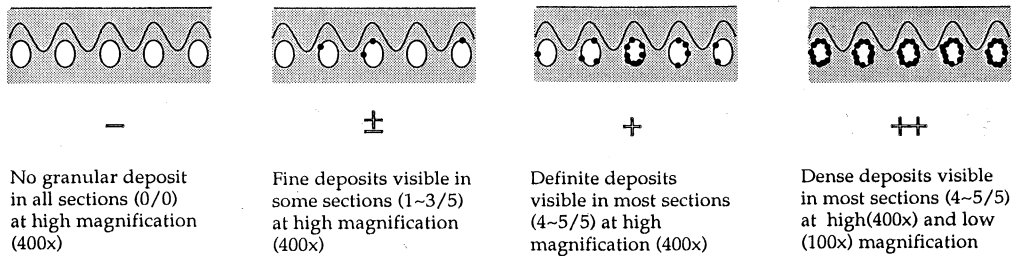 −
±
+
++
No granular deposit
in all sections (0/0)
at high magnification
(400x)
Fine deposits visible in
some sections (1~3/5)
at high magnification
(400x)
Definite deposits
visible in most sections
(4~5/5) at high
magnification (400x)
Dense deposits visible
in most sections (4~5/5)
at high(400x) and low
(100x) magnification